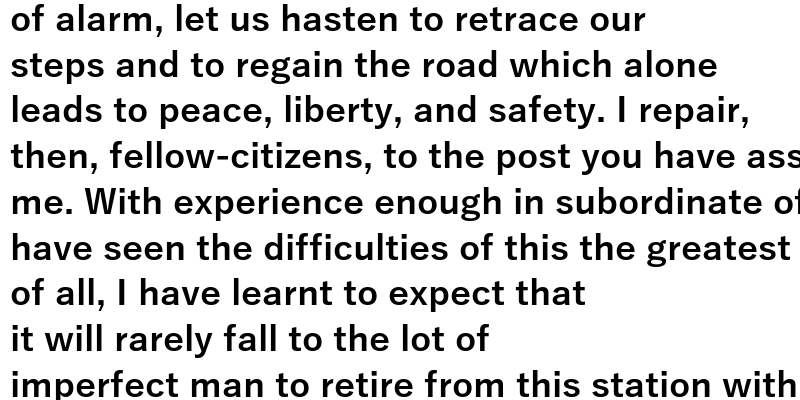 of alarm, let us hasten to retrace our
steps and to regain the road which alone
leads to peace, liberty, and safety. I repair,
then, fellow-citizens, to the post you have
me. With experience enough in subordinate
have seen the difficulties of this the greatest
of all, I have learnt to expect that
it will rarely fall to the lot of
imperfect man to retire from this station with